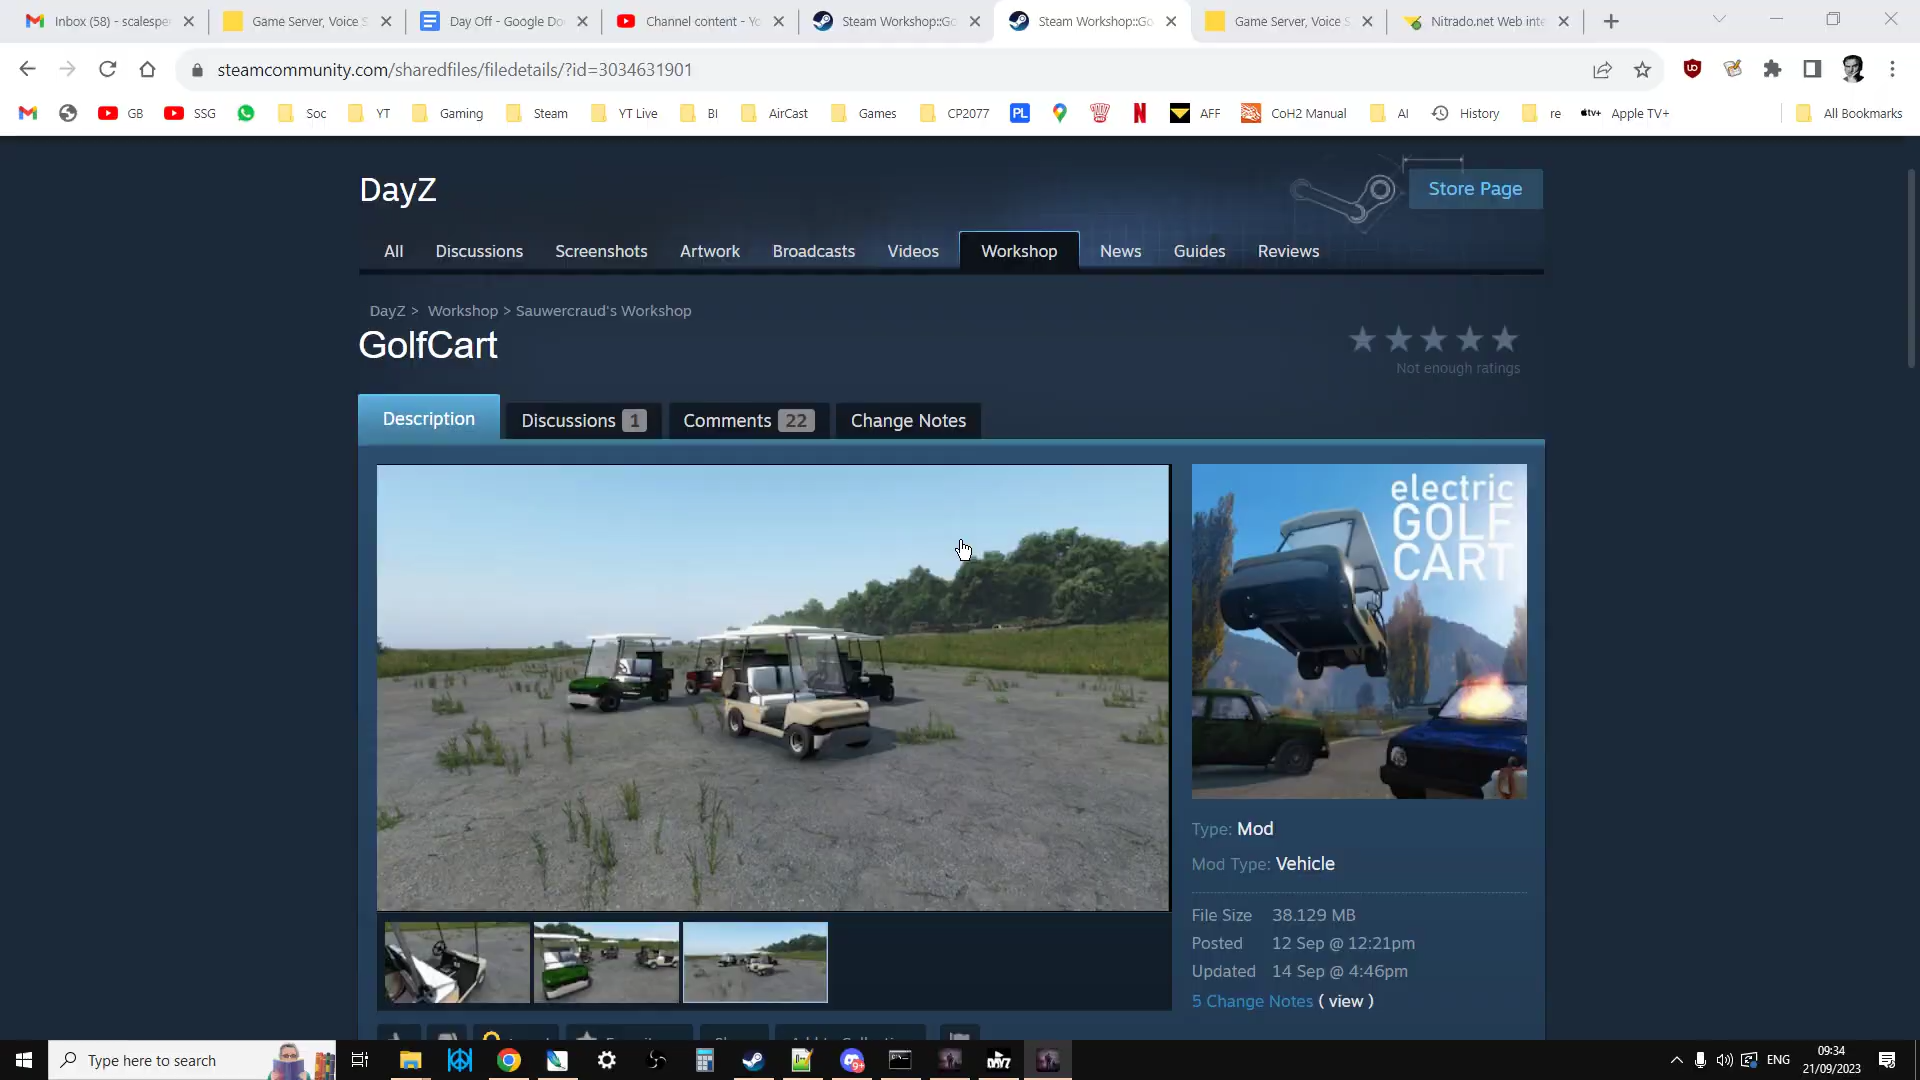 Inbox (58) - scalespe
Game Server, Voice S
Day Off - Google Do
Channel content - Yo
Steam Workshop::Go
Steam Workshop::Go
Game Server, Voice S
Nitrado.net Web inte
steamcommunity.com/sharedfiles/filedetails/?id=3034631901
GB
SSG
Soc
YT
Gaming
Steam
YT Live
BI
AirCast
Games
CP2077
PL
N
AFF
CoH2 Manual
AI
History
re
tv+
Apple TV+
All Bookmarks
DayZ
Store Page
All
Discussions
Screenshots
Artwork
Broadcasts
Videos
Workshop
News
Guides
Reviews
DayZ > Workshop > Sauwercraud's Workshop
GolfCart
Not enough ratings
Description
Discussions 1
Comments 22
Change Notes
electric
GOLF
CART
Type: Mod
Mod Type: Vehicle
File Size 38.129 MB
Posted 12 Sep @ 12:21pm
Updated 14 Sep @ 4:46pm
5 Change Notes ( view )
Type here to search
9+
DAYZ
ENG
09:34
21/09/2023